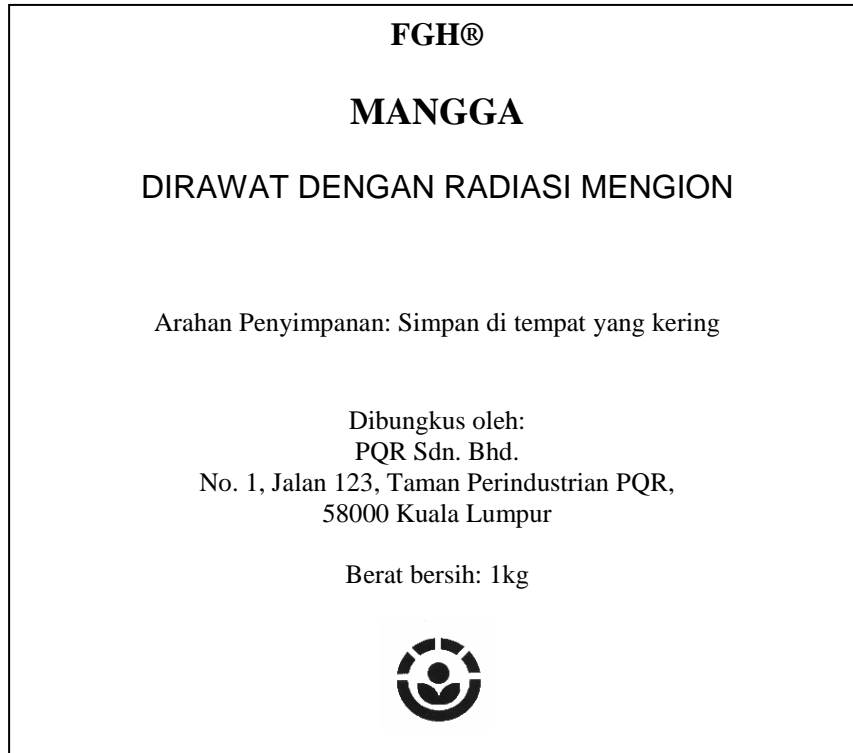 FGH®
MANGGA
DIRAWAT DENGAN RADIASI MENGION
Arahan Penyimpanan: Simpan di tempat yang kering
Dibungkus oleh:
PQR Sdn. Bhd.
No. 1, Jalan 123, Taman Perindustrian PQR,
58000 Kuala Lumpur
Berat bersih: 1kg